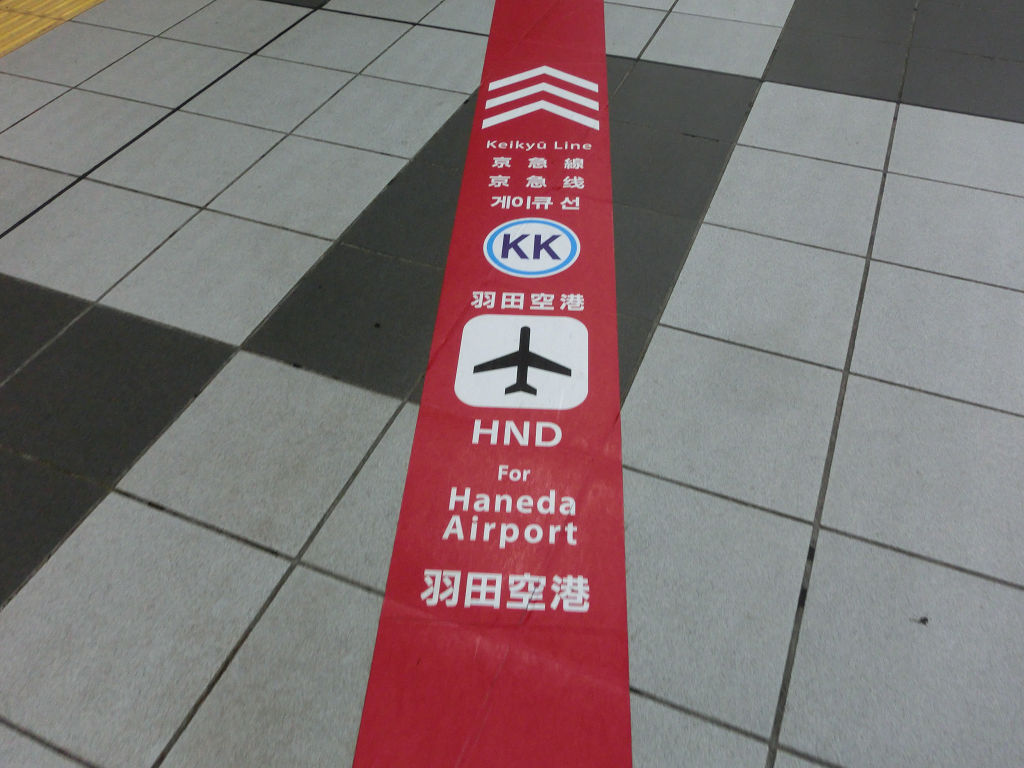 Keikyū Line
京急線
京急线
게이큐 선
KK
羽田空港
HND
For
Haneda
Airport
羽田空港